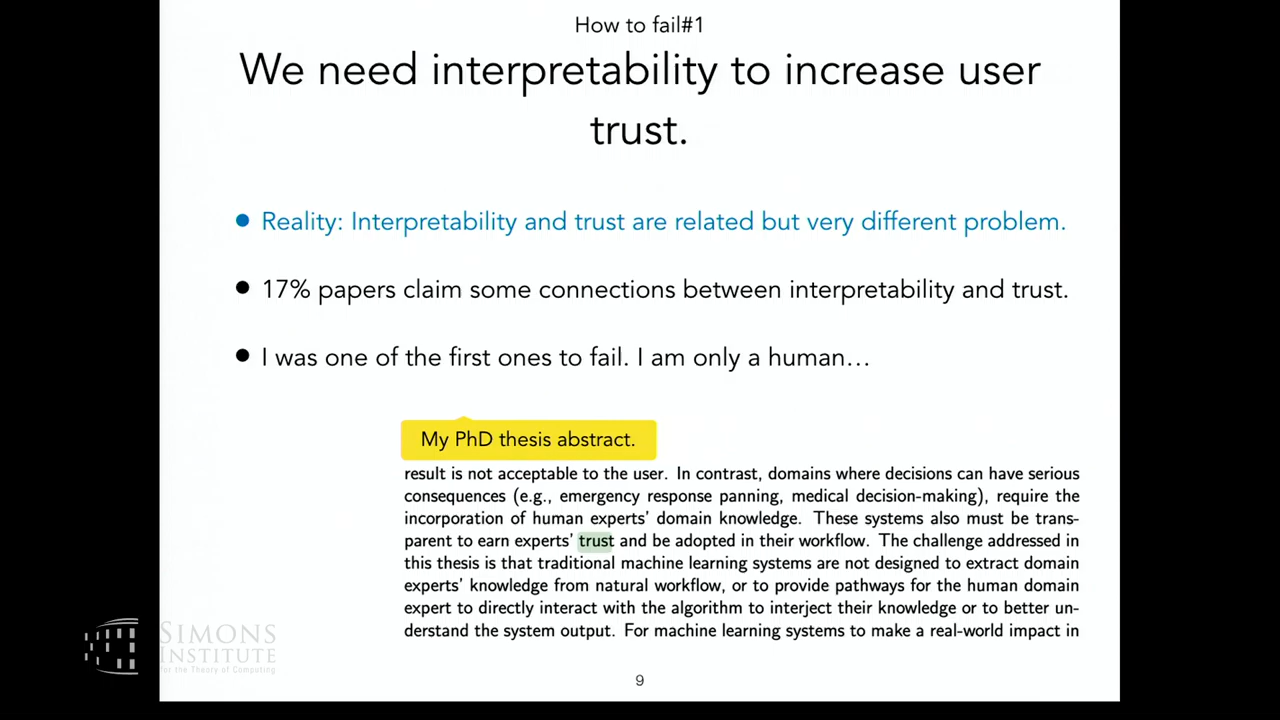 How to fail#1
We need interpretability to increase user
trust.
● Reality: Interpretability and trust are related but very different problem.
● 17% papers claim some connections between interpretability and trust.
● I was one of the first ones to fail. I am only a human…
My PhD thesis abstract.
result is not acceptable to the user. In contrast, domains where decisions can have serious
consequences (e.g., emergency response panning, medical decision-making), require the
incorporation of human experts’ domain knowledge. These systems also must be trans-
parent to earn experts’ trust and be adopted in their workflow. The challenge addressed in
this thesis is that traditional machine learning systems are not designed to extract domain
experts’ knowledge from natural workflow, or to provide pathways for the human domain
expert to directly interact with the algorithm to interject their knowledge or to better un-
derstand the system output. For machine learning systems to make a real-world impact in
SIMONS
INSTITUTE
for the Theory of Computing
9